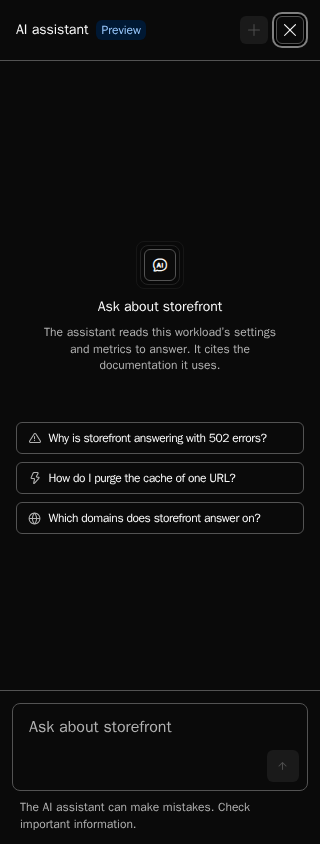 AI assistant Preview
AI
Ask about storefront
The assistant reads this workload's settings
and metrics to answer. It cites the
documentation it uses.
Why is storefront answering with 502 errors?
How do I purge the cache of one URL?
Which domains does storefront answer on?
Ask about storefront
The AI assistant can make mistakes. Check
important information.